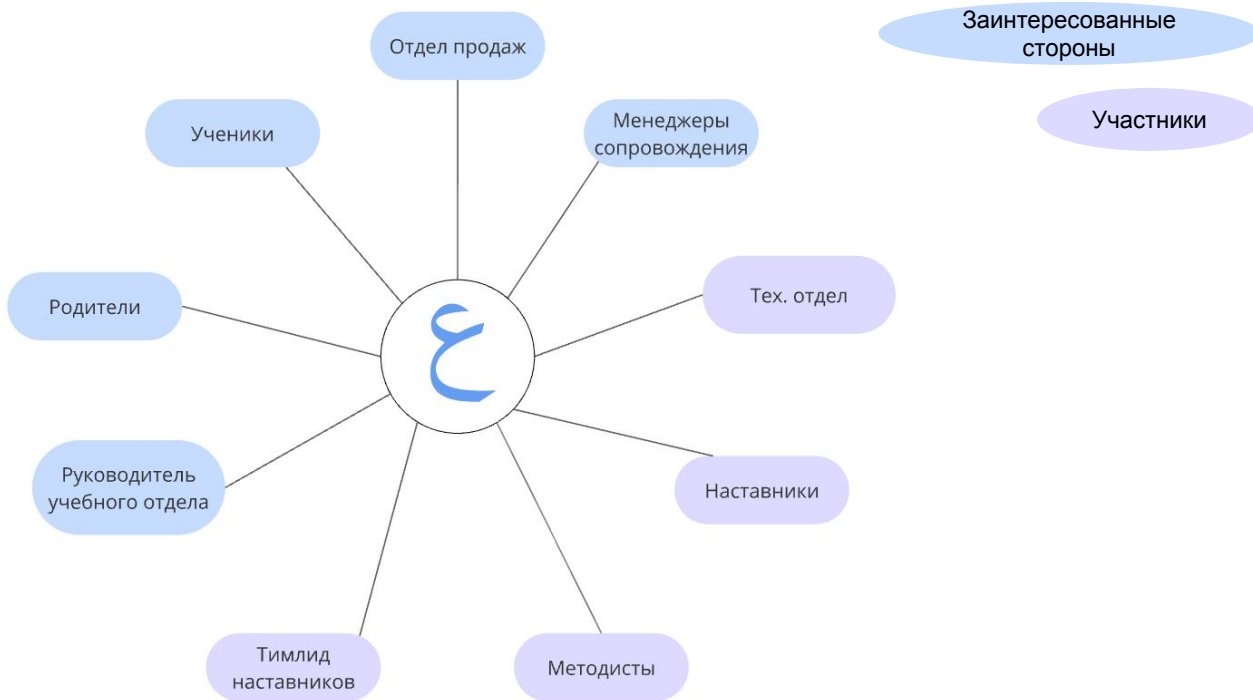 Отдел продаж
Заинтересованные
стороны
Ученики
Менеджеры
сопровождения
Участники
Родители
Тех. отдел
ع
Руководитель
учебного отдела
Наставники
Тимлид
наставников
Методисты